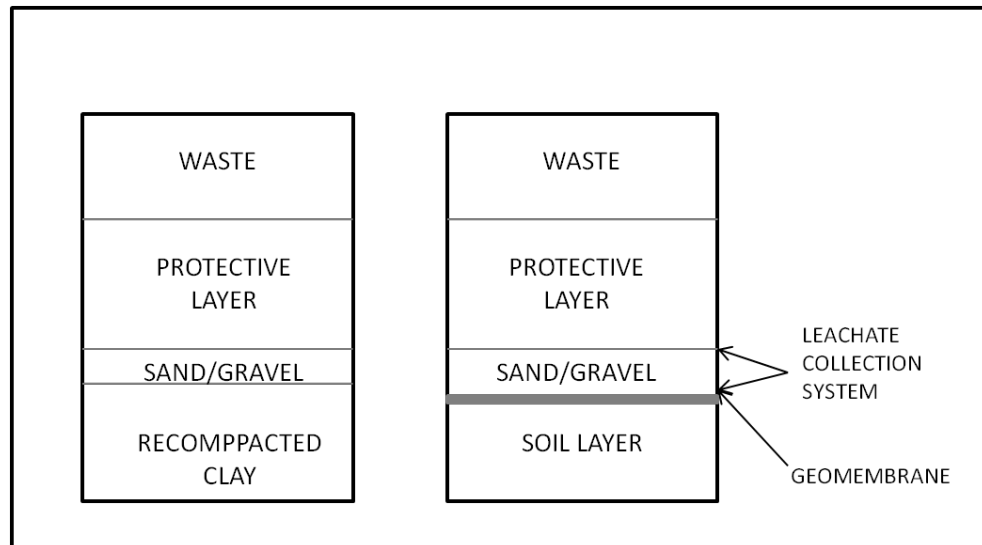 WASTE
PROTECTIVE
LAYER
SAND/GRAVEL
RECOMPPACTED
CLAY
WASTE
PROTECTIVE
LAYER
SAND/GRAVEL
SOIL LAYER
LEACHATE
COLLECTION
SYSTEM
GEOMEMBRANE